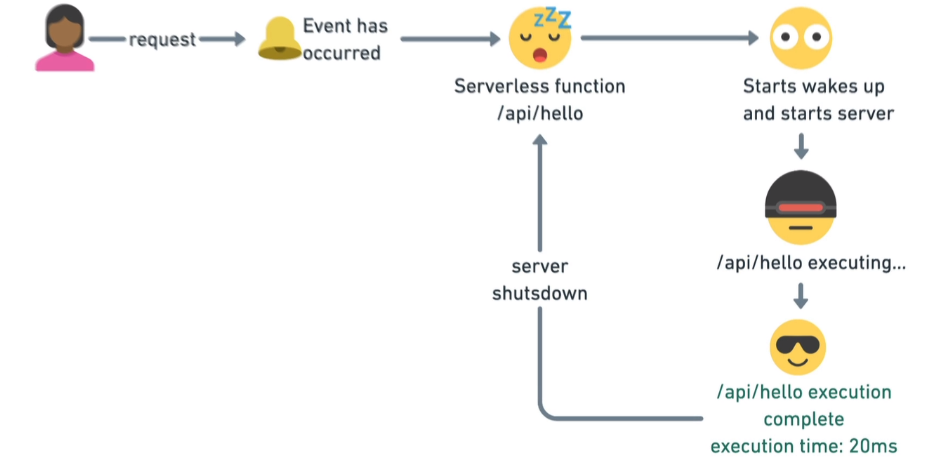 request
Event has
occurred
zzz
Serverless function
/api/hello
Starts wakes up
and starts server
/api/hello executing...
server
shutsdown
/api/hello execution
complete
execution time: 20ms